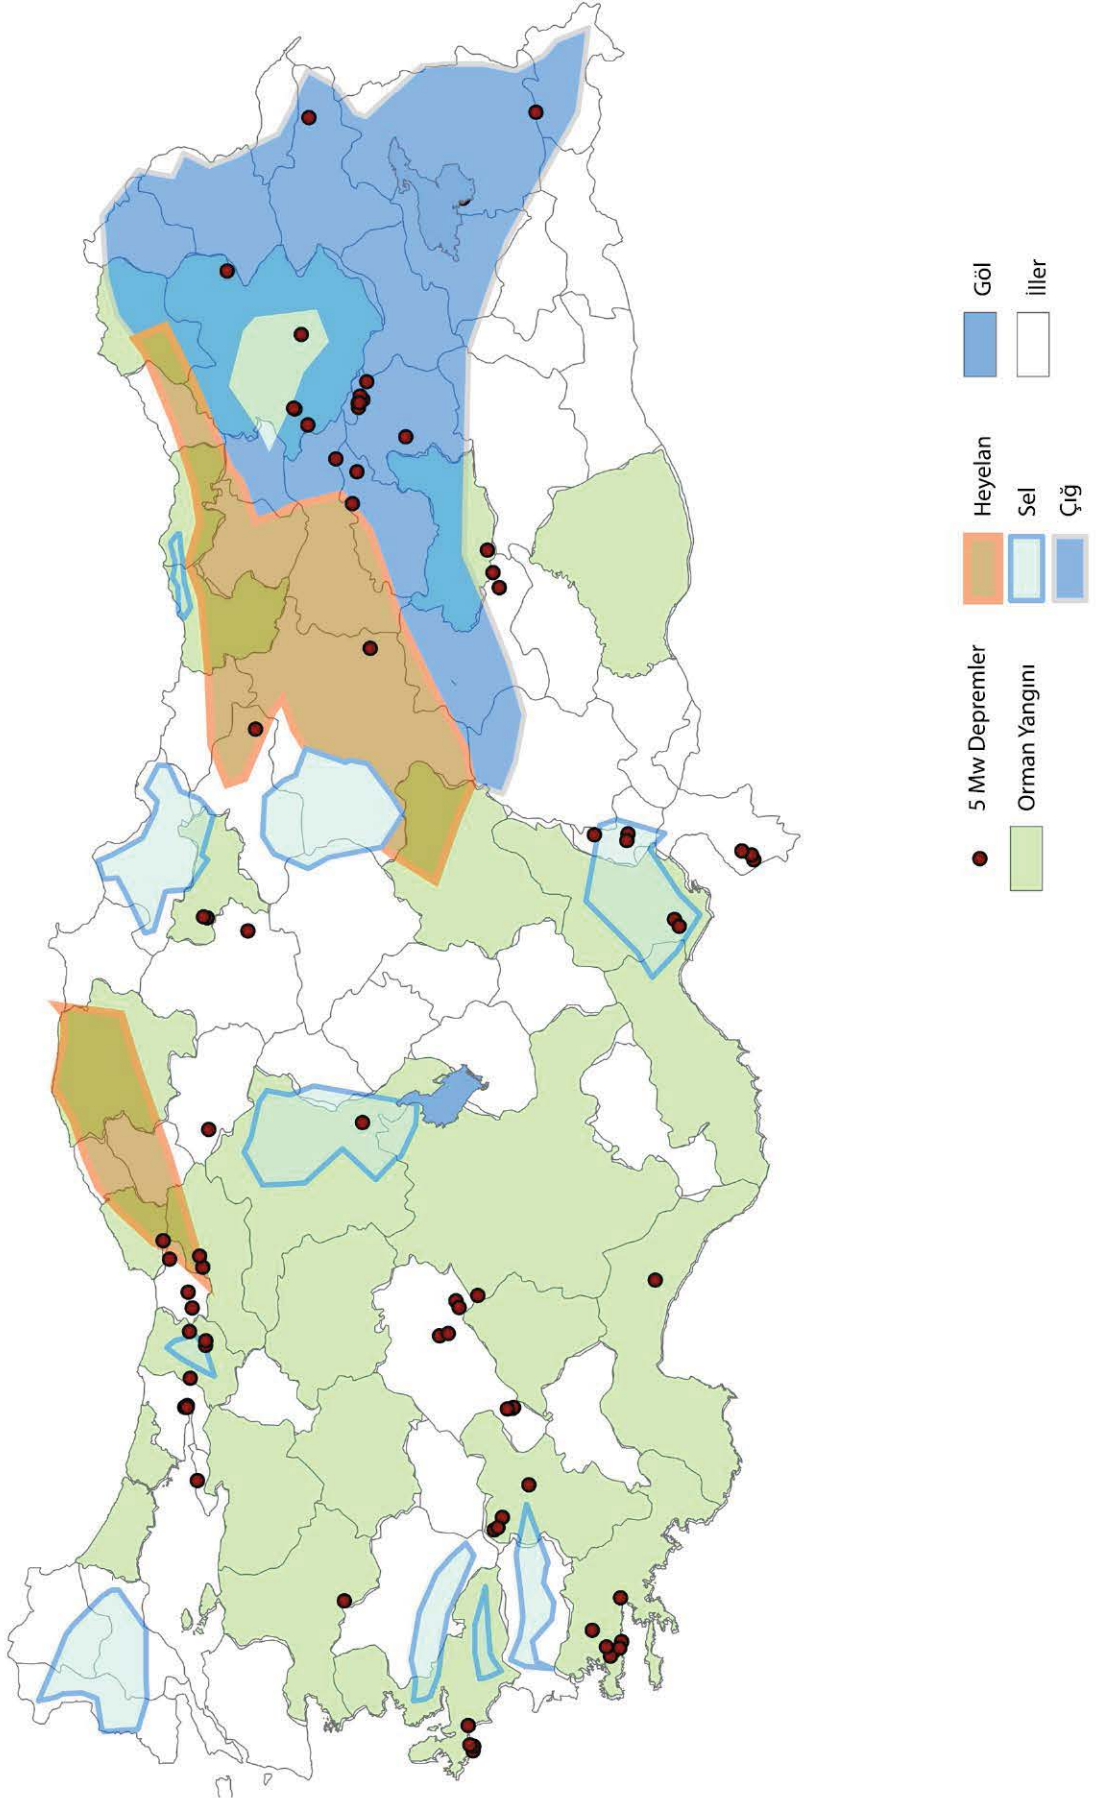 5 Mw Depremler
Orman Yangını
Heyelan
Sel
Çığ
Göl
İller